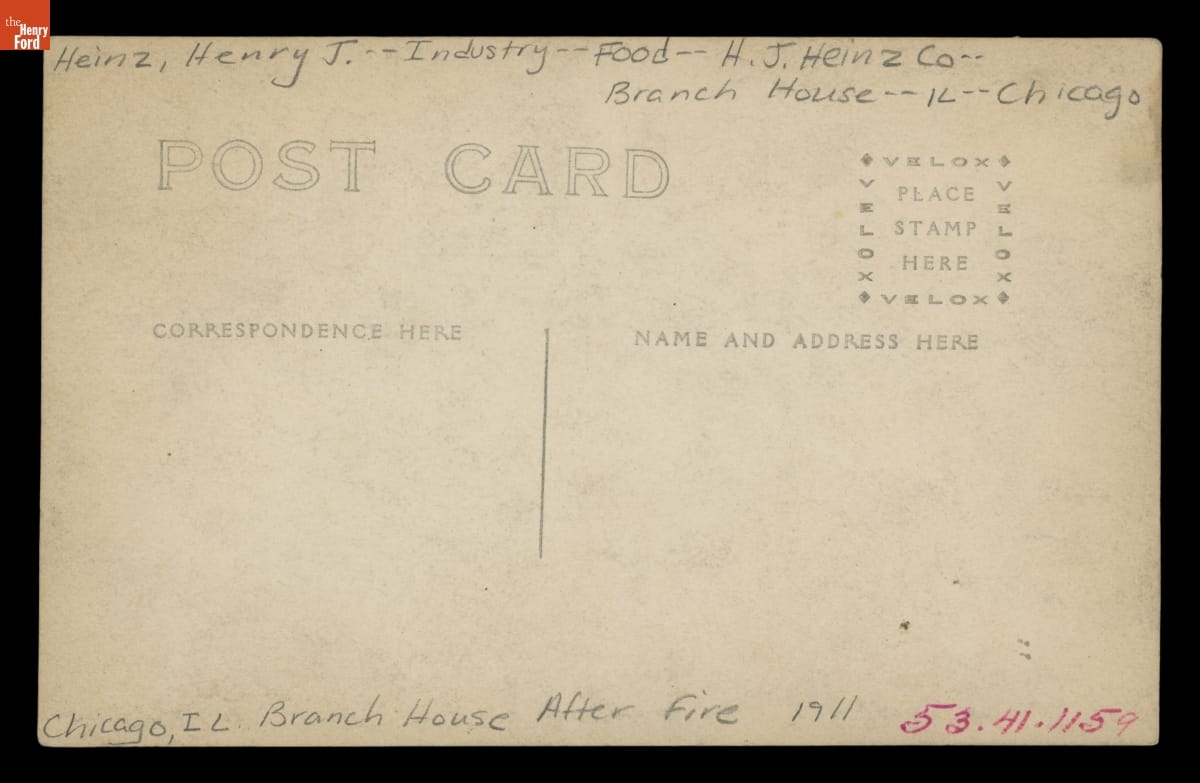 the
Henry
Ford
Heinz, Henry J. -- Industry -- Food -- H. J. Heinz Co --
Branch House -- IL -- Chicago
POST CARD
VELOX
VELOX
PLACE
STAMP
HERE
VELOX
VELOX
CORRESPONDENCE HERE
NAME AND ADDRESS HERE
Chicago, IL. Branch House After Fire 1911
53.41.1159